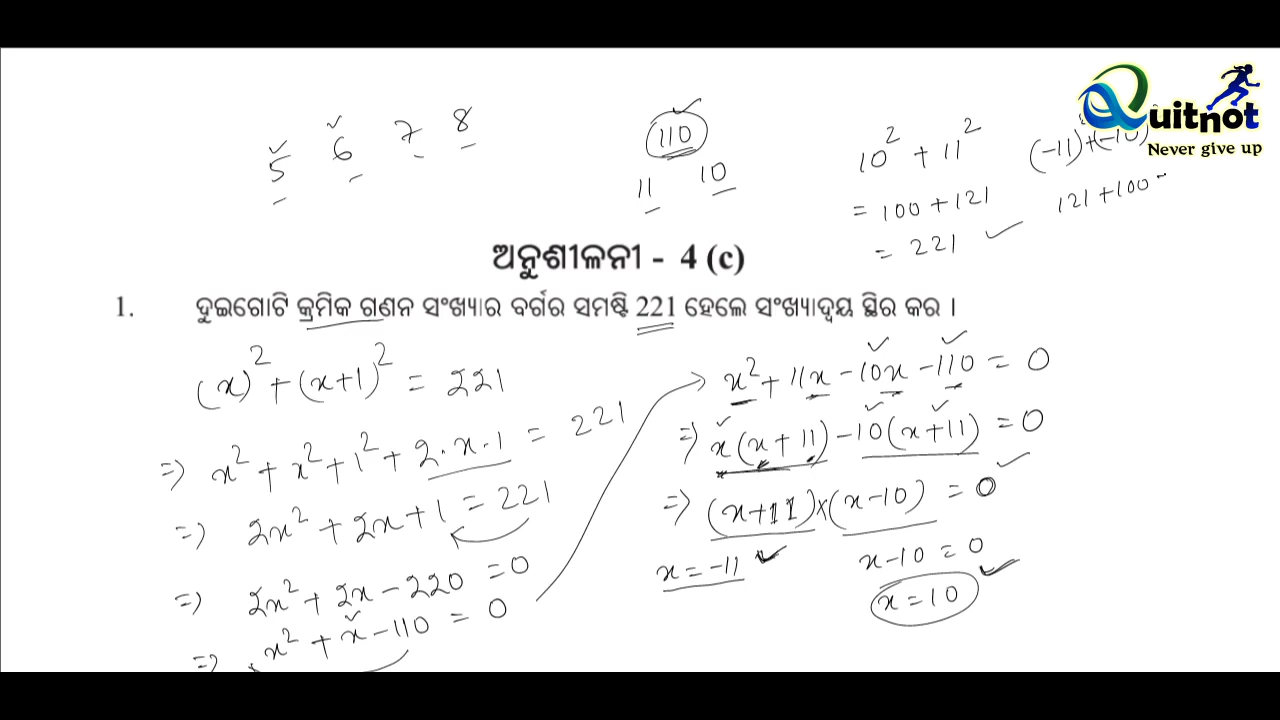 Quitnot
Never give up
5 6 7 8
110
11 10
10² + 11²
= 100 + 121
= 221
(-11)+(-10)
121 + 100 =
ଅନୁଶୀଳନୀ - 4 (c)
1. ଦୁଇଗୋଟି କ୍ରମିକ ଗଣନ ସଂଖ୍ୟାର ବର୍ଗର ସମଷ୍ଟି 221 ହେଲେ ସଂଖ୍ୟାଦ୍ୱୟ ସ୍ଥିର କର ।
(x)² + (x+1)² = 221
=> x² + x² + 1² + 2·x·1 = 221
=> 2x² + 2x + 1 = 221
=> 2x² + 2x - 220 = 0
=> x² + x - 110 = 0
x² + 11x - 10x - 110 = 0
=> x(x+11) - 10(x+11) = 0
=> (x+11)×(x-10) = 0
x = -11
x - 10 = 0
x = 10